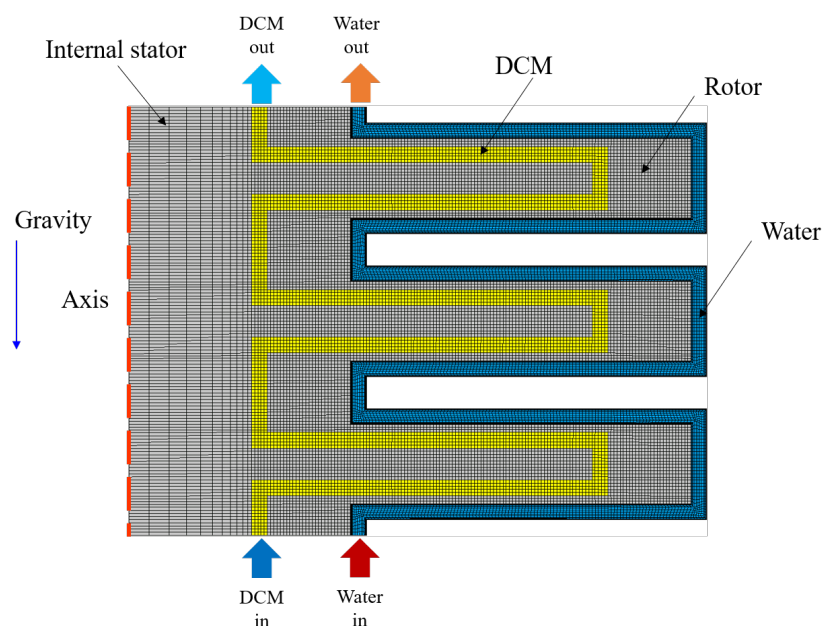 DCM
out
Water
out
Internal stator
DCM
Rotor
Gravity
Water
Axis
DCM
in
Water
in